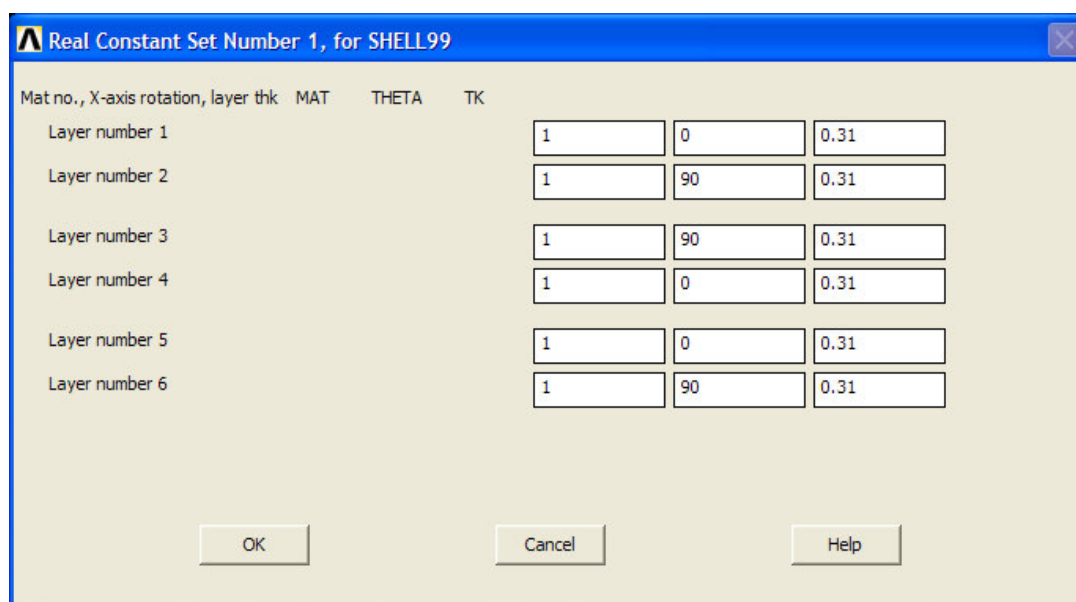 Real Constant Set Number 1, for SHELL99
Mat no., X-axis rotation, layer thk MAT THETA TK
Layer number 1 1 0 0.31
Layer number 2 1 90 0.31
Layer number 3 1 90 0.31
Layer number 4 1 0 0.31
Layer number 5 1 0 0.31
Layer number 6 1 90 0.31
OK Cancel Help